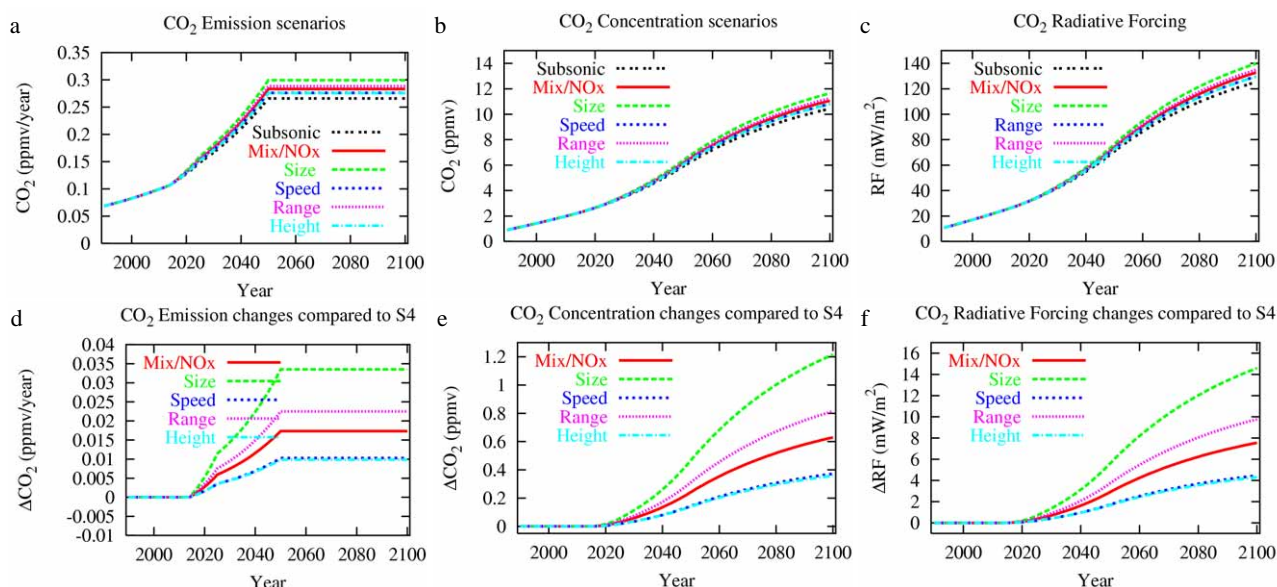 a
CO2 Emission scenarios
CO2 (ppmv/year)
0.35
0.3
0.25
0.2
0.15
0.1
0.05
0
Subsonic
Mix/NOx
Size
Speed
Range
Height
2000 2020 2040 2060 2080 2100
Year
b
CO2 Concentration scenarios
CO2 (ppmv)
14
12
10
8
6
4
2
0
Subsonic
Mix/NOx
Size
Speed
Range
Height
2000 2020 2040 2060 2080 2100
Year
c
CO2 Radiative Forcing
RF (mW/m2)
140
120
100
80
60
40
20
0
Subsonic
Mix/NOx
Size
Range
Range
Height
2000 2020 2040 2060 2080 2100
Year
d
CO2 Emission changes compared to S4
ΔCO2 (ppmv/year)
0.04
0.035
0.03
0.025
0.02
0.015
0.01
0.005
0
-0.005
-0.01
Mix/NOx
Size
Speed
Range
Height
2000 2020 2040 2060 2080 2100
Year
e
CO2 Concentration changes compared to S4
ΔCO2 (ppmv)
1.2
1
0.8
0.6
0.4
0.2
0
Mix/NOx
Size
Speed
Range
Height
2000 2020 2040 2060 2080 2100
Year
f
CO2 Radiative Forcing changes compared to S4
ΔRF (mW/m2)
16
14
12
10
8
6
4
2
0
Mix/NOx
Size
Speed
Range
Height
2000 2020 2040 2060 2080 2100
Year